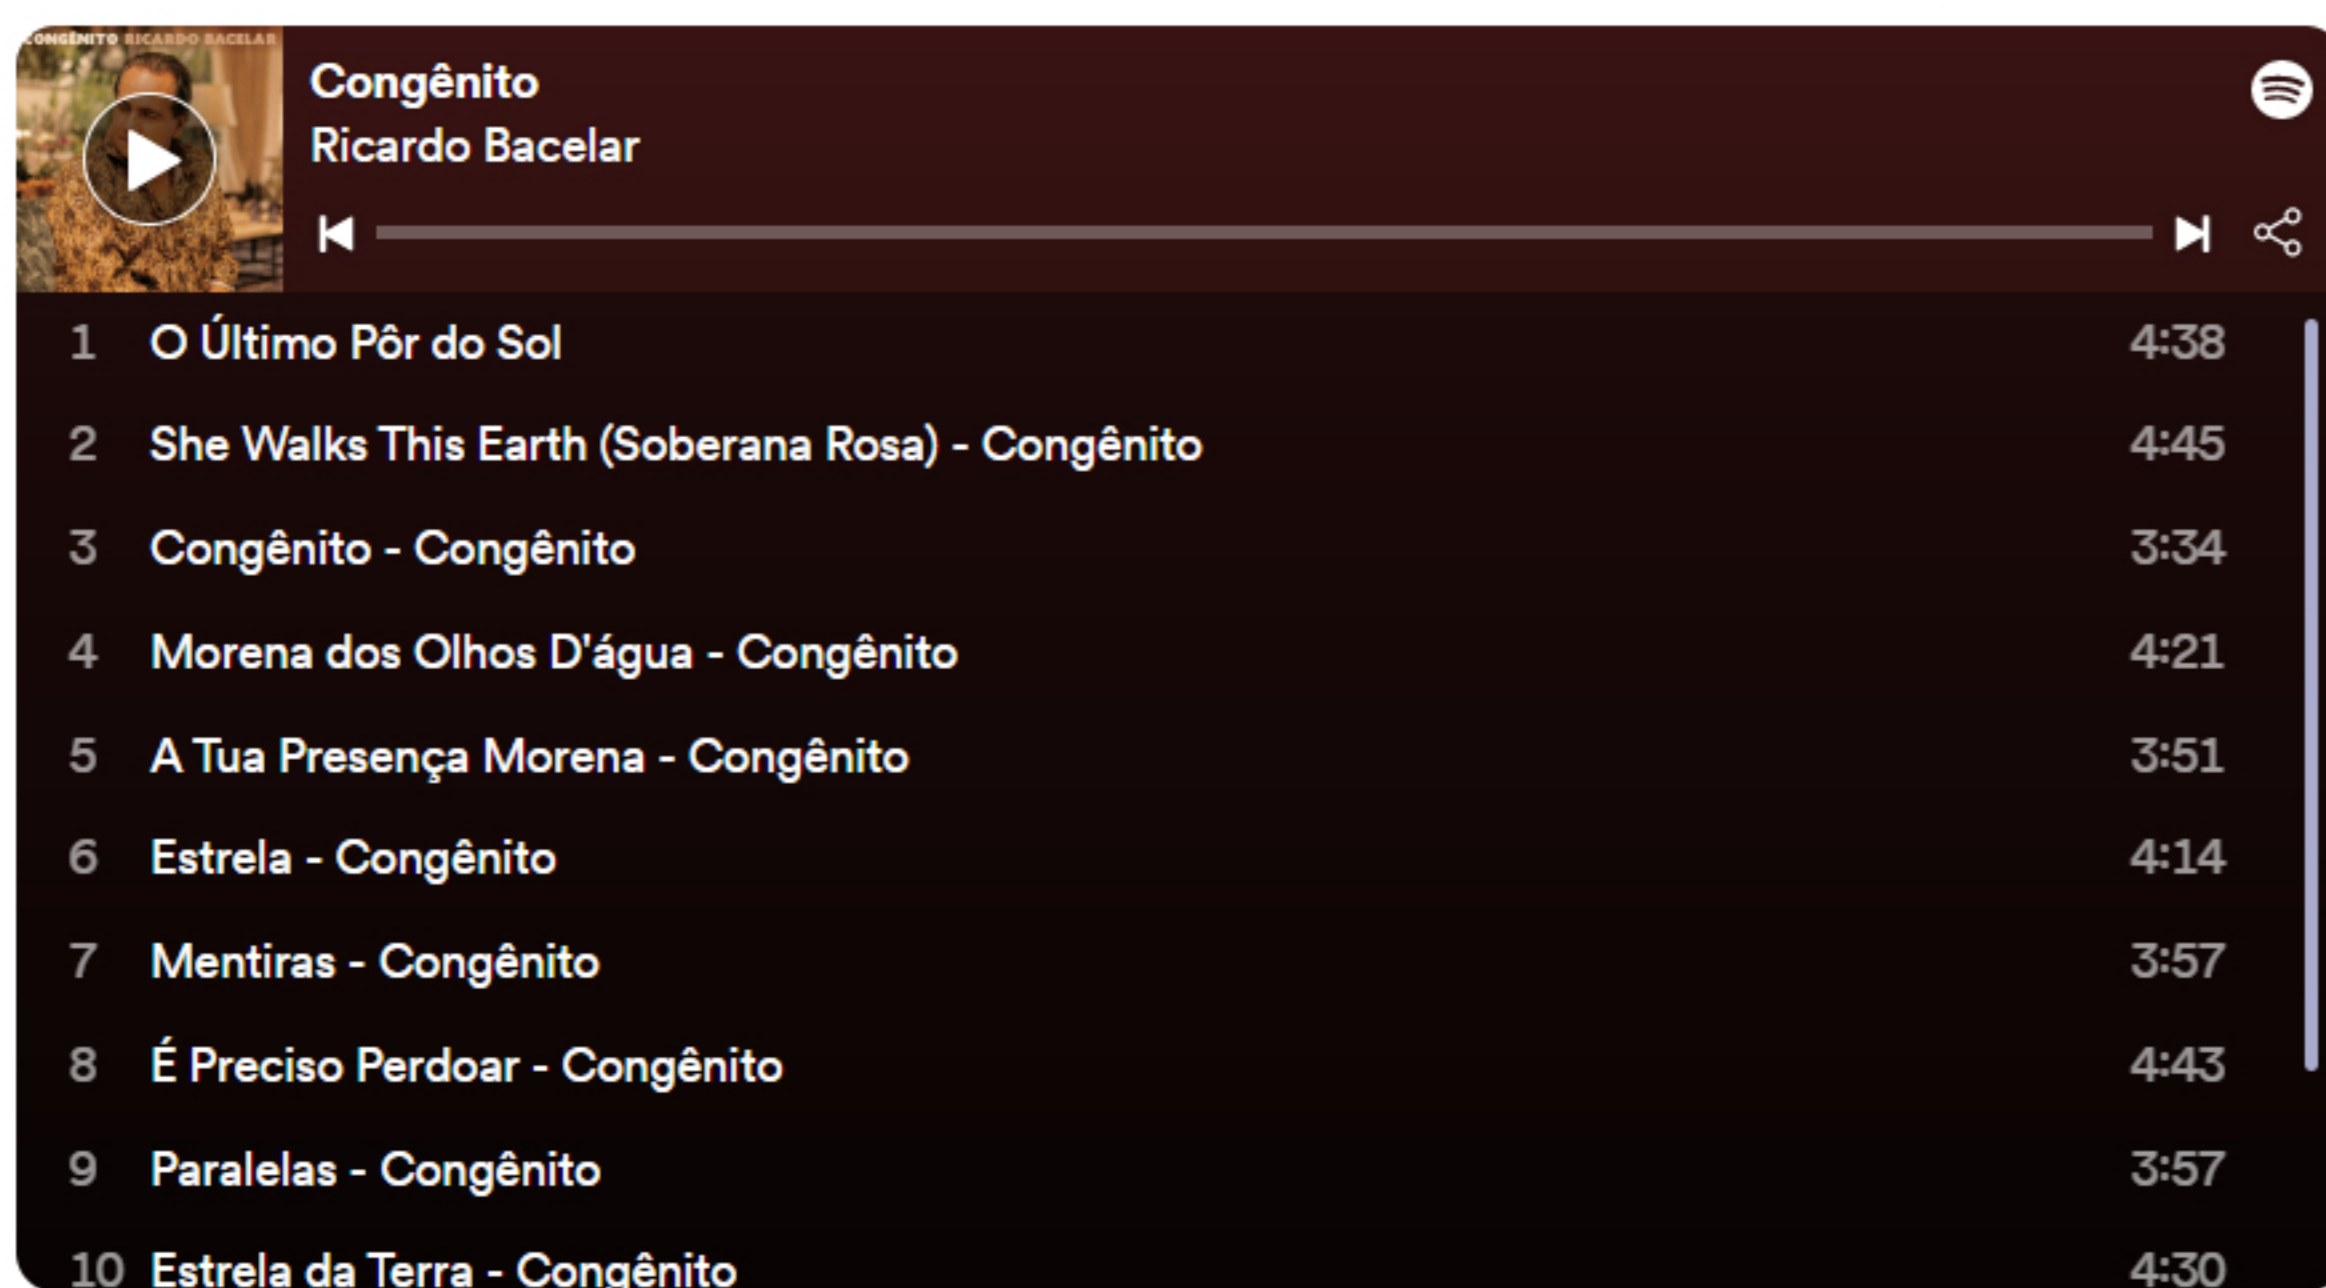 CONGÊNITO RICARDO BACELAR
Congênito
Ricardo Bacelar
1 O Último Pôr do Sol 4:38
2 She Walks This Earth (Soberana Rosa) - Congênito 4:45
3 Congênito - Congênito 3:34
4 Morena dos Olhos D'água - Congênito 4:21
5 A Tua Presença Morena - Congênito 3:51
6 Estrela - Congênito 4:14
7 Mentiras - Congênito 3:57
8 É Preciso Perdoar - Congênito 4:43
9 Paralelas - Congênito 3:57
10 Estrela da Terra - Congênito 4:30